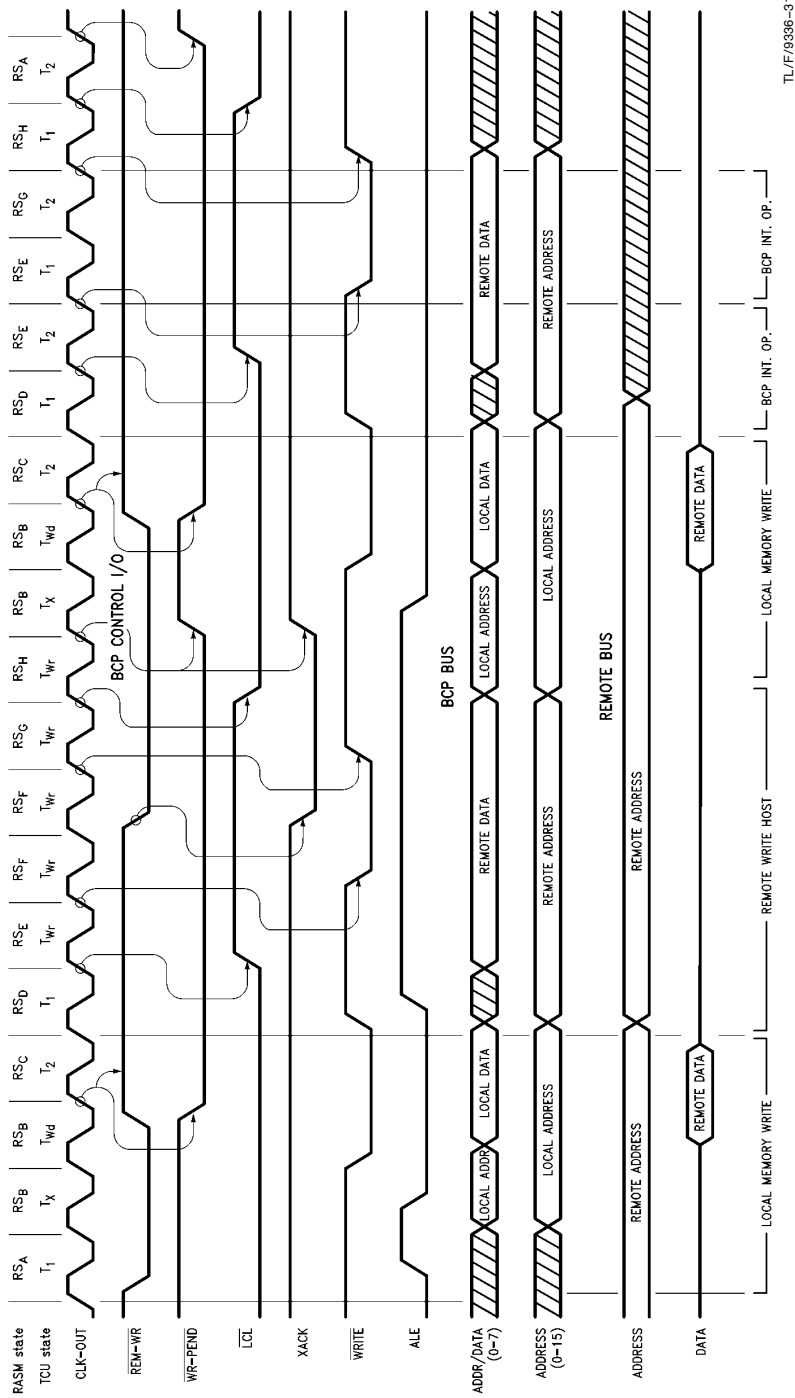 RASM state RS_A RS_B RS_B RS_C RS_D RS_E RS_F RS_F RS_G RS_H RS_B RS_B RS_C RS_D RS_E RS_E RS_G RS_H RS_A
TCU state T_1 T_X T_Wd T_2 T_1 T_Wr T_Wr T_Wr T_Wr T_Wr T_X T_Wd T_2 T_1 T_2 T_1 T_2 T_1 T_2
CLK-OUT
REM-WR
BCP CONTROL I/O
WR-PEND
LCL
XACK
WRITE
ALE
BCP BUS
ADDR/DATA (0-7) LOCAL ADDR LOCAL DATA REMOTE DATA LOCAL ADDRESS LOCAL DATA REMOTE DATA
ADDRESS (0-15) LOCAL ADDRESS REMOTE ADDRESS LOCAL ADDRESS REMOTE ADDRESS
REMOTE BUS
ADDRESS REMOTE ADDRESS REMOTE ADDRESS
DATA REMOTE DATA REMOTE DATA
LOCAL MEMORY WRITE REMOTE WRITE HOST LOCAL MEMORY WRITE BCP INT. OP. BCP INT. OP.
TL/F/9336-3